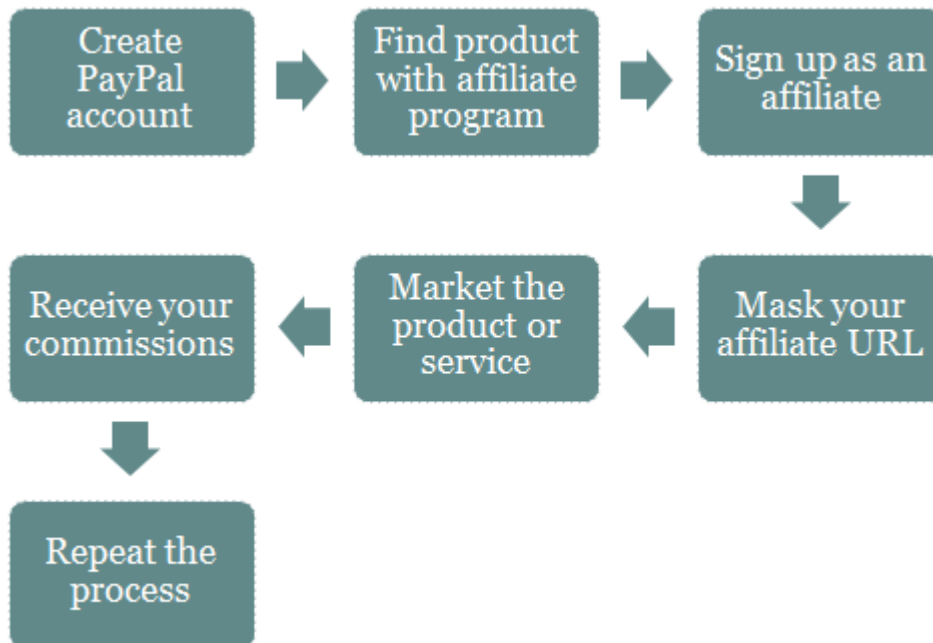 Create
PayPal
account
Find product
with affiliate
program
Sign up as an
affiliate
Mask your
affiliate URL
Market the
product or
service
Receive your
commissions
Repeat the
process